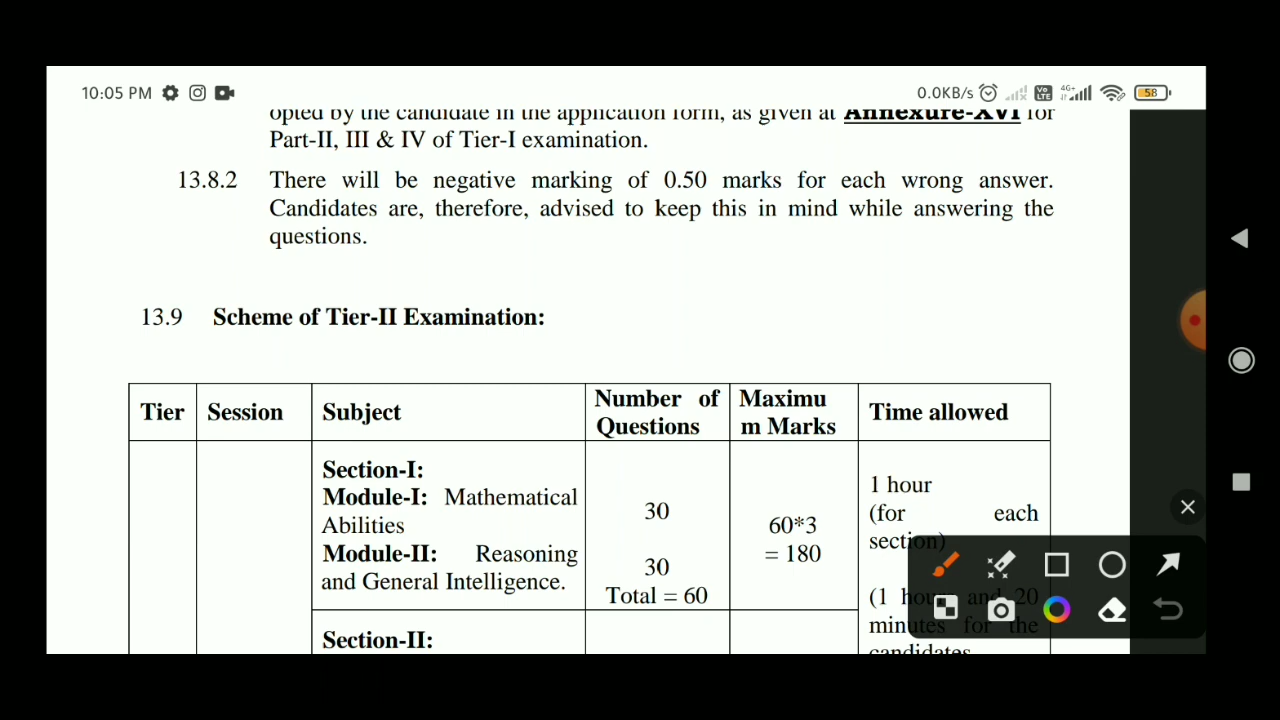 10:05 PM
0.0KB/s 4G+ 58
opted by the candidate in the application form, as given at Annexure-XVI for
Part-II, III & IV of Tier-I examination.
13.8.2 There will be negative marking of 0.50 marks for each wrong answer.
Candidates are, therefore, advised to keep this in mind while answering the
questions.
13.9 Scheme of Tier-II Examination:
Tier Session Subject Number of Questions Maximu m Marks Time allowed
Section-I:
Module-I: Mathematical
Abilities
Module-II: Reasoning
and General Intelligence.
30
30
Total = 60
60*3
= 180
1 hour
(for each
section)
(1 hour and 20
minutes for the
candidates
Section-II: